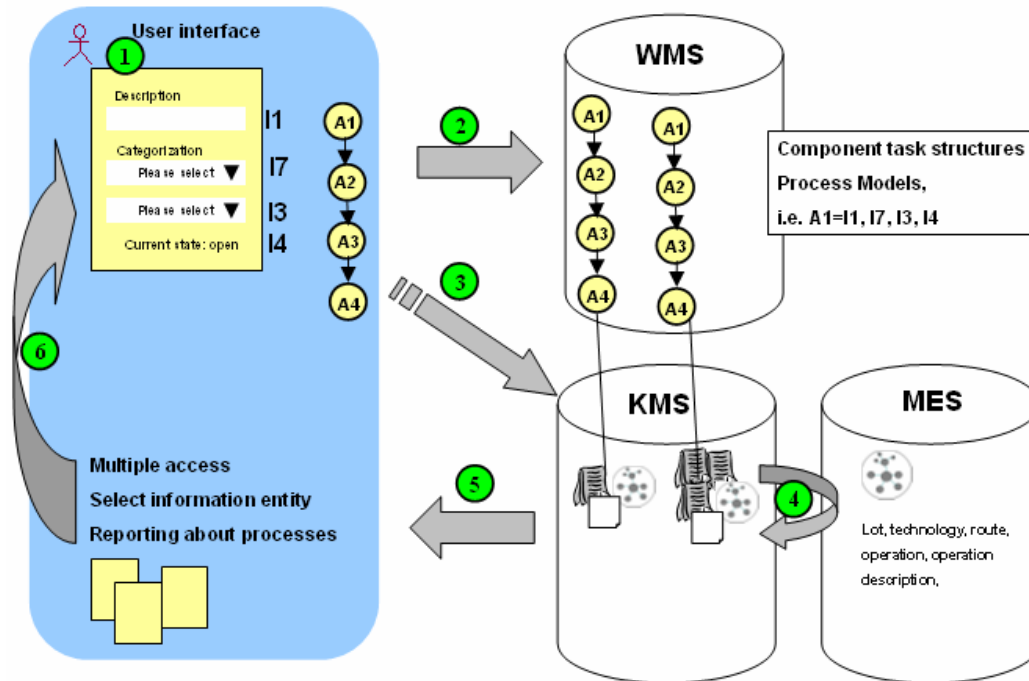 User interface
1
Description
I1
Categorization
Please select
I7
Please select
I3
Current state: open
I4
A1
A2
A3
A4
2
WMS
A1
A2
A3
A4
A1
A2
A3
A4
Component task structures
Process Models,
i.e. A1=I1, I7, I3, I4
3
6
KMS
MES
Multiple access
Select information entity
Reporting about processes
5
4
Lot, technology, route,
operation, operation
description,